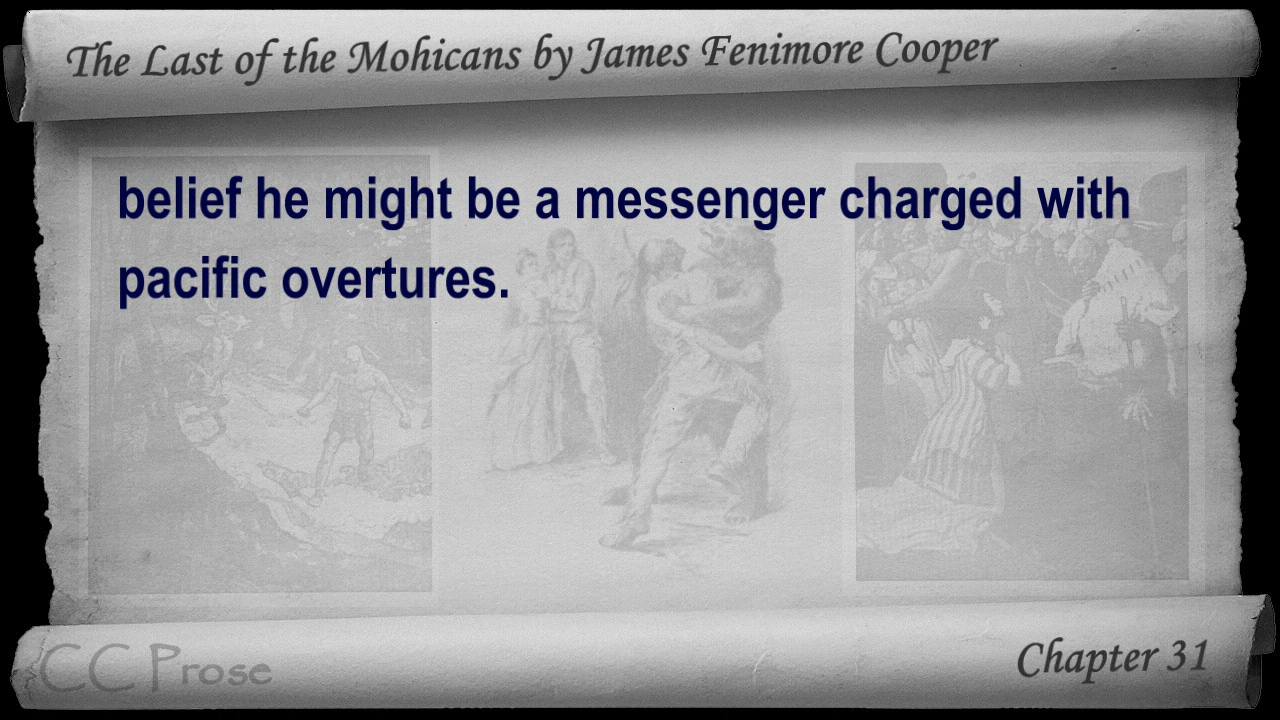 The Last of the Mohicans by James Fenimore Cooper
belief he might be a messenger charged with
pacific overtures.
CC Prose
Chapter 31